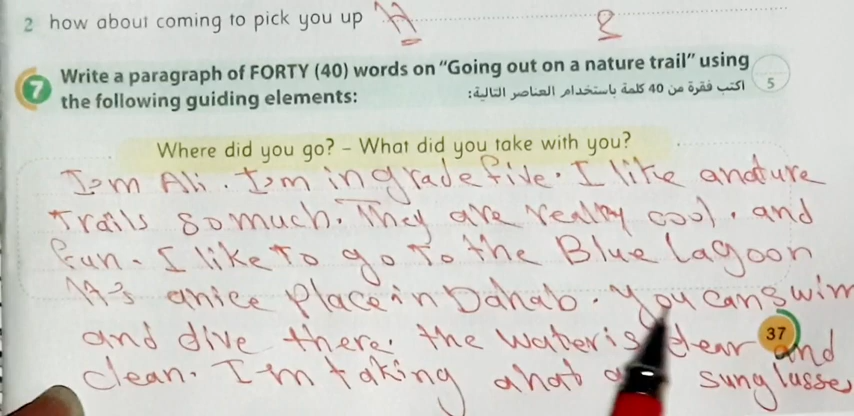 2 how about coming to pick you up ?
7 Write a paragraph of FORTY (40) words on "Going out on a nature trail" using
the following guiding elements:
اكتب فقرة من 40 كلمة باستخدام العناصر التالية:
5
Where did you go? – What did you take with you?
I'm Ali. I'm in grade five. I like anature
Trails so much. They are really cool. and
fun. I like To go To the Blue Lagoon
It's anice place in Dahab. You can swim
and dive there. the water is clear and
clean. I'm taking ahat sunglasses
37